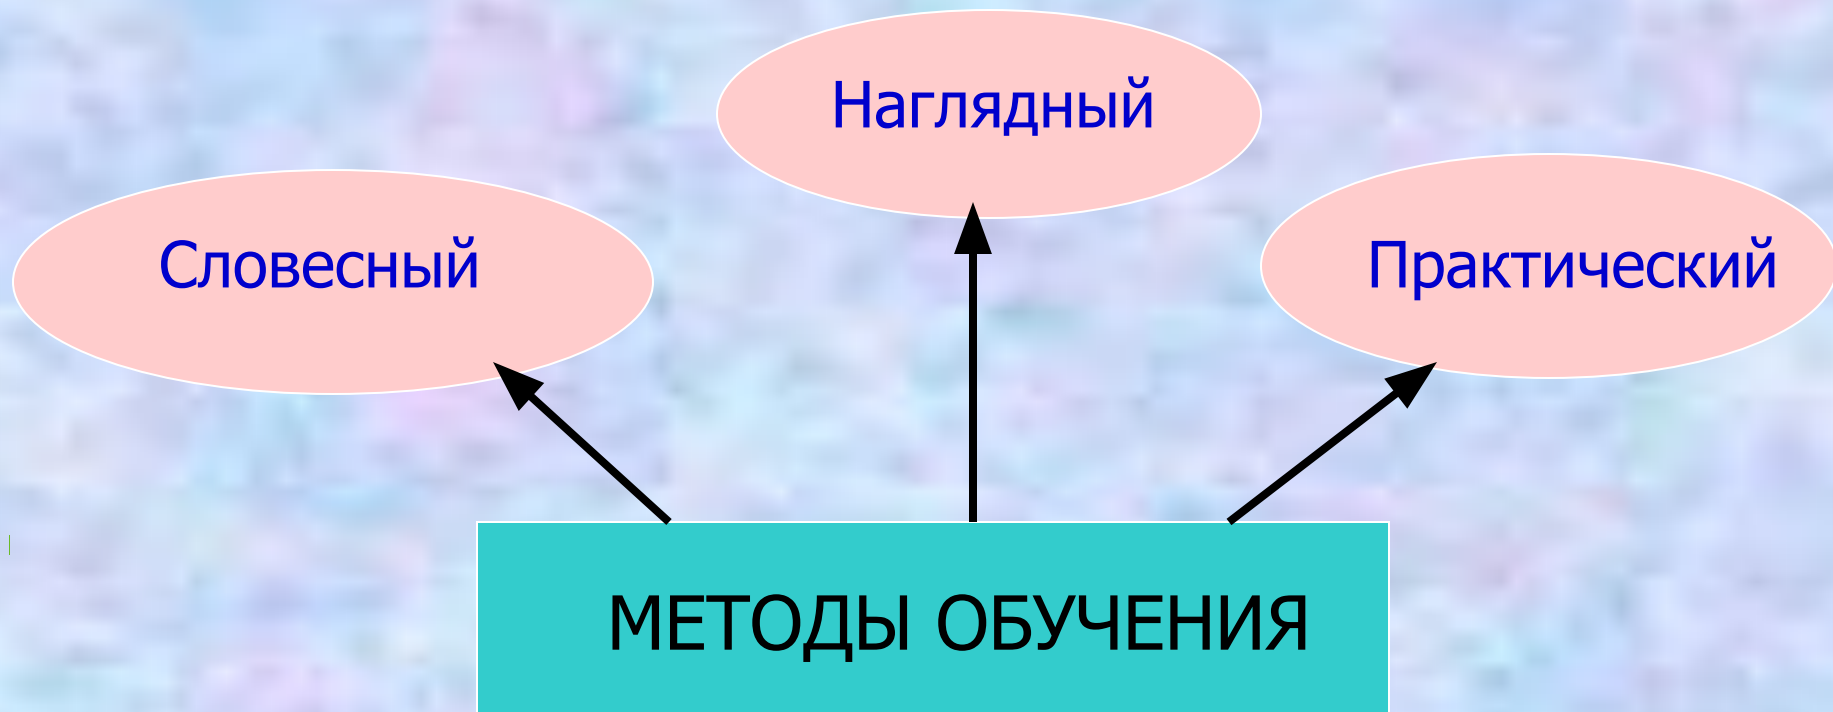 Наглядный
Словесный
Практический
МЕТОДЫ ОБУЧЕНИЯ